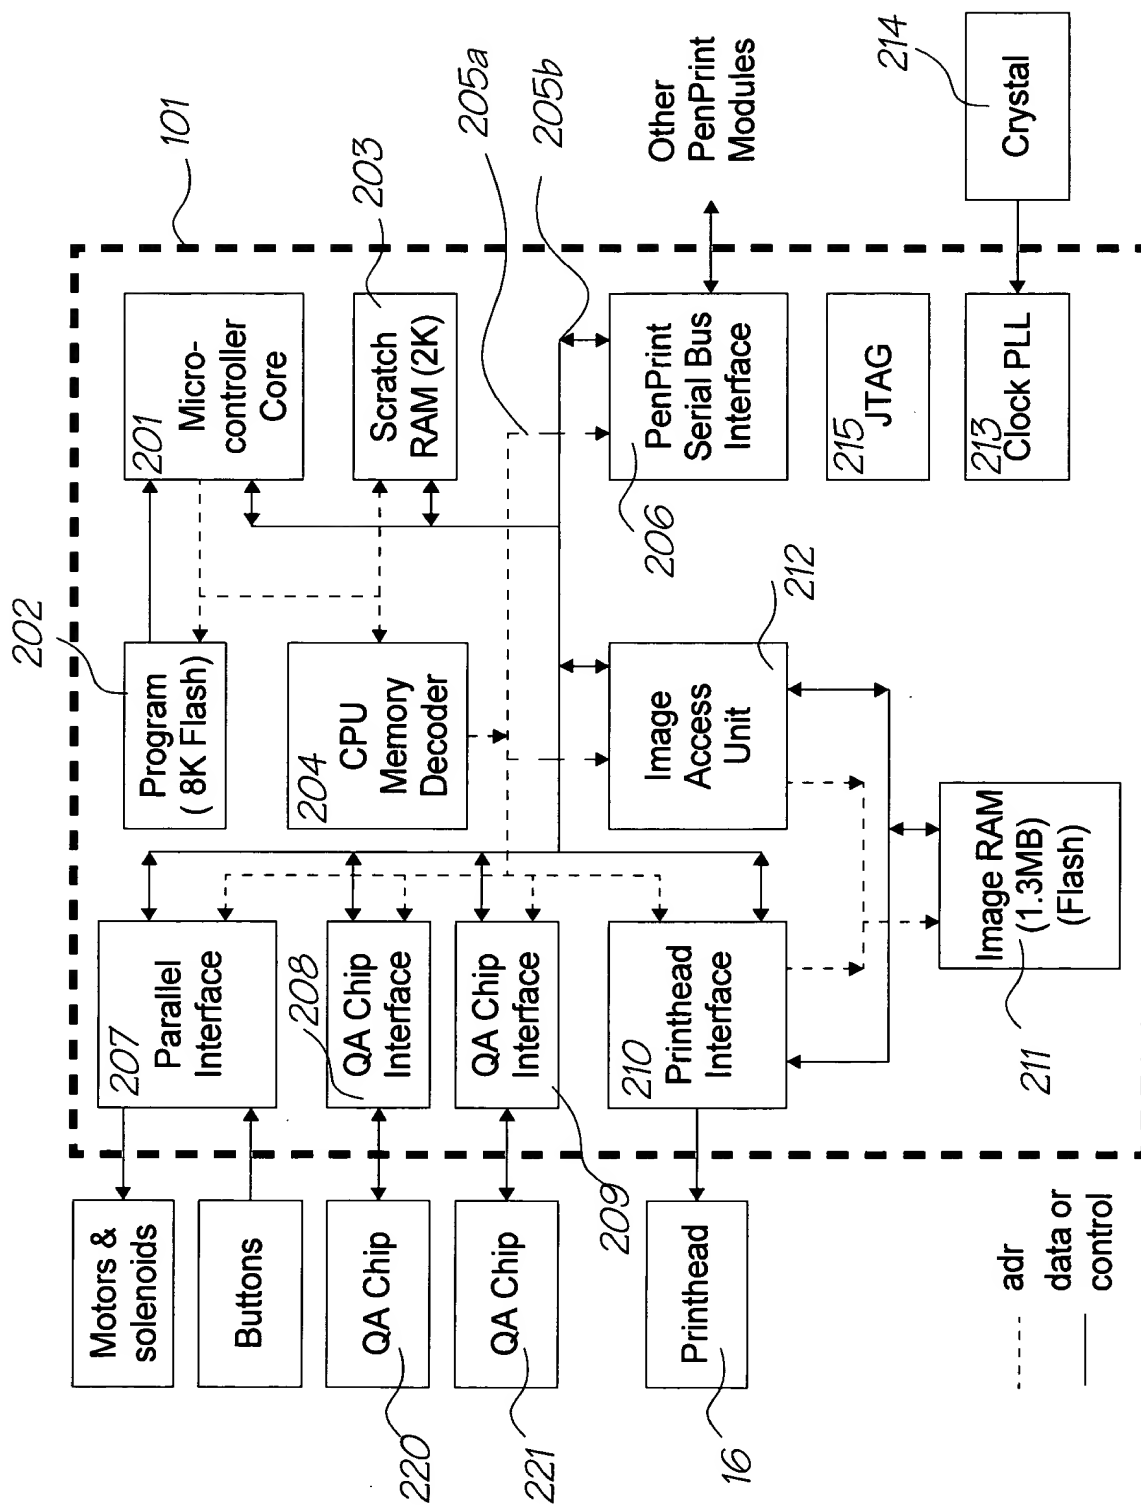 202
101
Motors &
solenoids
Buttons
207
Parallel
Interface
Program
( 8K Flash)
201
Micro-
controller
Core
220
QA Chip
208
QA Chip
Interface
204
CPU
Memory
Decoder
Scratch
RAM (2K)
203
221
QA Chip
QA Chip
Interface
209
205a
205b
16
Printhead
210
Printhead
Interface
Image
Access
Unit
212
206
PenPrint
Serial Bus
Interface
Other
PenPrint
Modules
215
JTAG
211
Image RAM
(1.3MB)
(Flash)
213
Clock PLL
Crystal
214
adr
data or
control